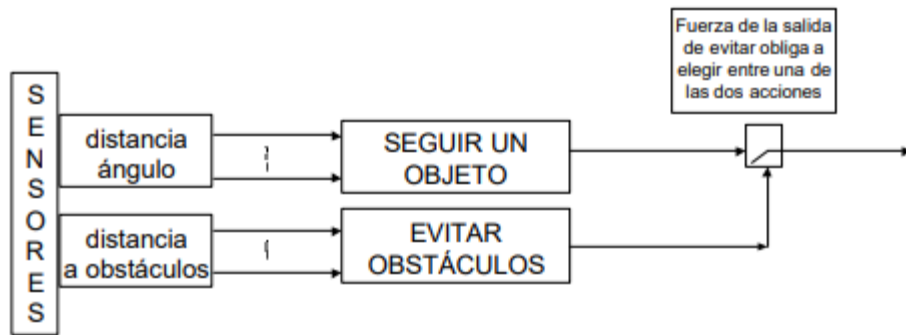 Fuerza de la salida
de evitar obliga a
elegir entre una de
las dos acciones
SENSORES
distancia
ángulo
SEGUIR UN
OBJETO
distancia
a obstáculos
EVITAR
OBSTÁCULOS